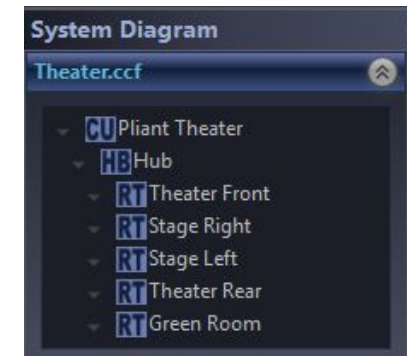 System Diagram
Theater.ccf
CU Pliant Theater
HB Hub
RT Theater Front
RT Stage Right
RT Stage Left
RT Theater Rear
RT Green Room